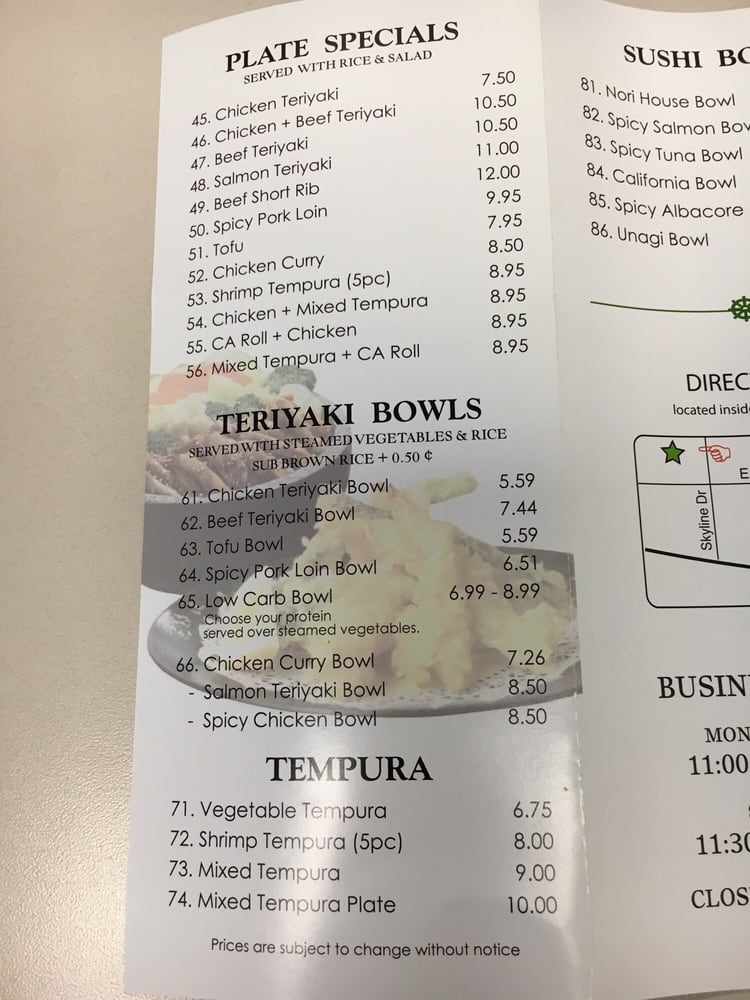 PLATE SPECIALS
SERVED WITH RICE & SALAD
45. Chicken Teriyaki 7.50
46. Chicken + Beef Teriyaki 10.50
47. Beef Teriyaki 10.50
48. Salmon Teriyaki 11.00
49. Beef Short Rib 12.00
50. Spicy Pork Loin 9.95
51. Tofu 7.95
52. Chicken Curry 8.50
53. Shrimp Tempura (5pc) 8.95
54. Chicken + Mixed Tempura 8.95
55. CA Roll + Chicken 8.95
56. Mixed Tempura + CA Roll 8.95
TERIYAKI BOWLS
SERVED WITH STEAMED VEGETABLES & RICE
SUB BROWN RICE + 0.50 ¢
61. Chicken Teriyaki Bowl 5.59
62. Beef Teriyaki Bowl 7.44
63. Tofu Bowl 5.59
64. Spicy Pork Loin Bowl 6.51
65. Low Carb Bowl 6.99 - 8.99
Choose your protein
served over steamed vegetables.
66. Chicken Curry Bowl 7.26
- Salmon Teriyaki Bowl 8.50
- Spicy Chicken Bowl 8.50
TEMPURA
71. Vegetable Tempura 6.75
72. Shrimp Tempura (5pc) 8.00
73. Mixed Tempura 9.00
74. Mixed Tempura Plate 10.00
Prices are subject to change without notice
SUSHI BO
81. Nori House Bowl
82. Spicy Salmon Bow
83. Spicy Tuna Bowl
84. California Bowl
85. Spicy Albacore
86. Unagi Bowl
DIREC
located insid
E
Skyline Dr
BUSIN
MON
11:00
11:30
CLOS